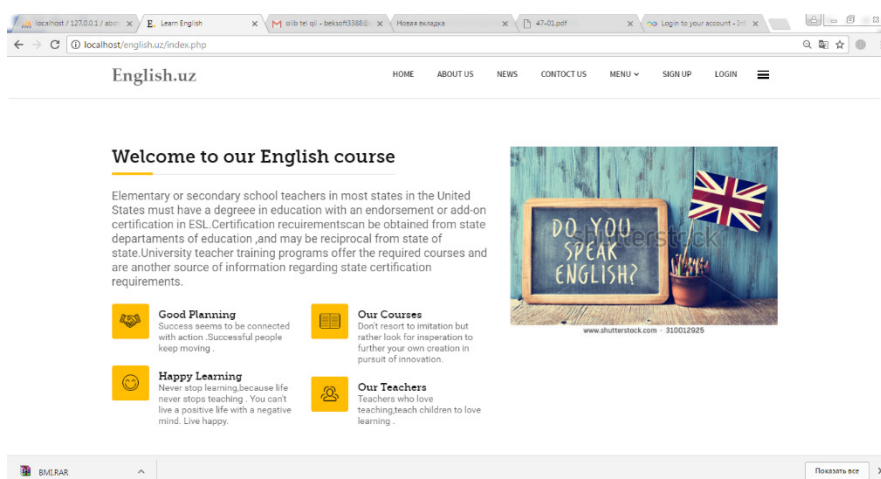 localhost / 127.0.0.1 /
E. Learn English
olib tel qil - beksoft3388@
Новая вкладка
47-01.pdf
Login to your account -
localhost/english.uz/index.php
English.uz
HOME ABOUT US NEWS CONTOCT US MENU SIGN UP LOGIN
Welcome to our English course
Elementary or secondary school teachers in most states in the United
States must have a degreee in education with an endorsement or add-on
certification in ESL.Certification recuirementscan be obtained from state
departaments of education ,and may be reciprocal from state of
state.University teacher training programs offer the required courses and
are another source of information regarding state certification
requirements.
Good Planning
Success seems to be connected
with action .Successful people
keep moving .
Our Courses
Don't resort to imitation but
rather look for insperation to
further your own creation in
pursuit of innovation.
Happy Learning
Never stop learning,because life
never stops teaching . You can't
live a positive life with a negative
mind. Live happy.
Our Teachers
Teachers who love
teaching,teach children to love
learning .
DO YOU
SPEAK
ENGLISH?
shutterstock
www.shutterstock.com · 310012925
BMI.RAR
Показать все